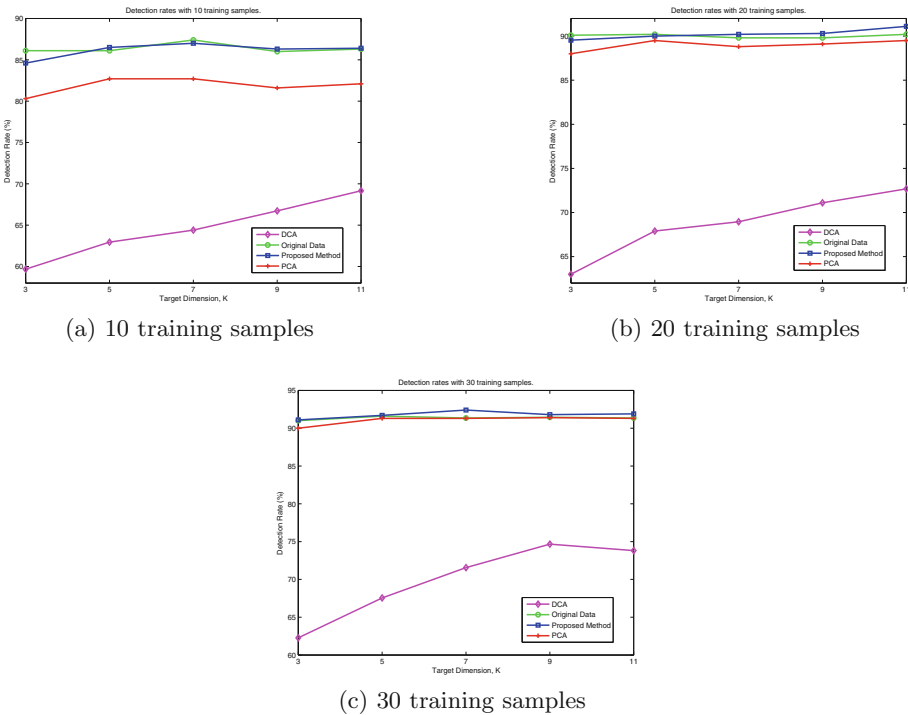 Detection rates with 10 training samples.
90
85
80
75
70
65
60
Detection Rate (%)
DCA
Original Data
Proposed Method
PCA
3 5 7 9 11
Target Dimension, K
(a) 10 training samples
Detection rates with 20 training samples.
90
85
80
75
70
65
Detection Rate (%)
DCA
Original Data
Proposed Method
PCA
3 5 7 9 11
Target Dimension, K
(b) 20 training samples
Detection rates with 30 training samples.
95
90
85
80
75
70
65
60
Detection Rate (%)
DCA
Original Data
Proposed Method
PCA
3 5 7 9 11
Target Dimension, K
(c) 30 training samples